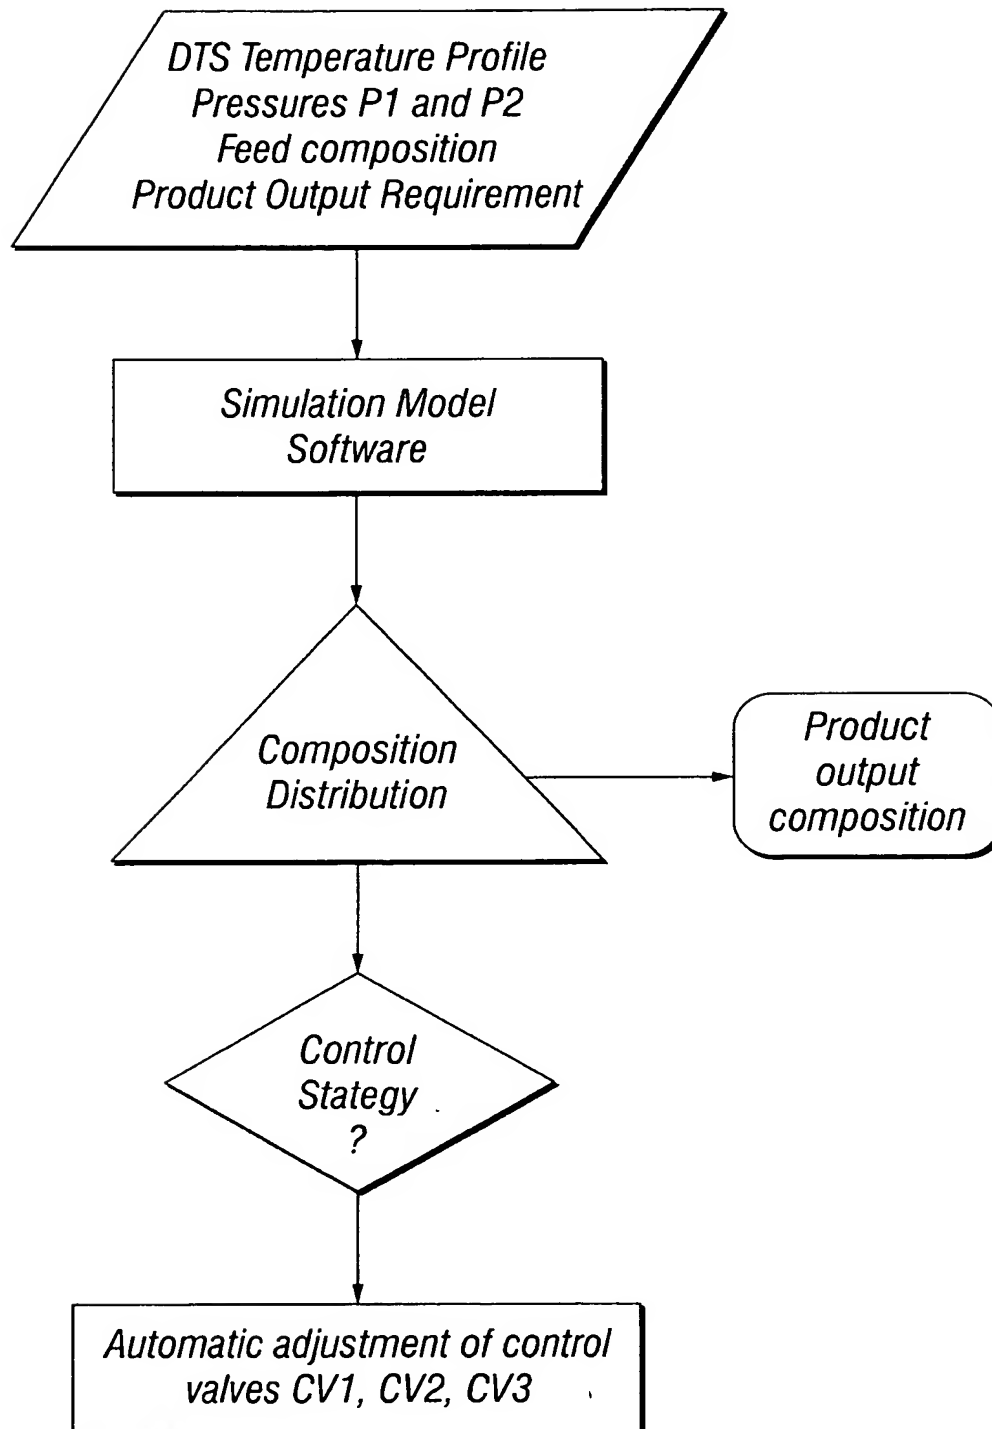 DTS Temperature Profile
Pressures P1 and P2
Feed composition
Product Output Requirement
Simulation Model
Software
Composition
Distribution
Product
output
composition
Control
Stategy
?
Automatic adjustment of control
valves CV1, CV2, CV3